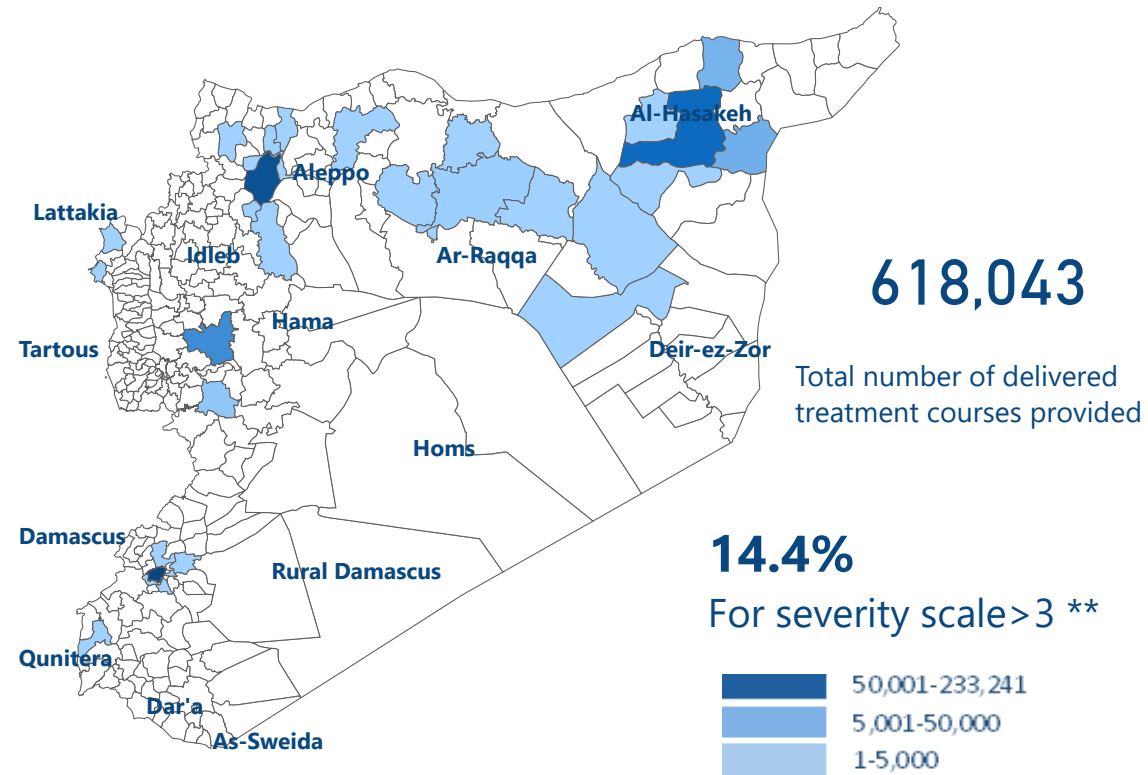 Al-Hasakeh
Aleppo
Lattakia
Idleb
Ar-Raqqa
618,043
Hama
Tartous
Deir-ez-Zor
Total number of delivered
treatment courses provided
Homs
Damascus
14.4%
Rural Damascus
For severity scale>3 **
Qunitera
50,001-233,241
Dar'a
5,001-50,000
As-Sweida
1-5,000